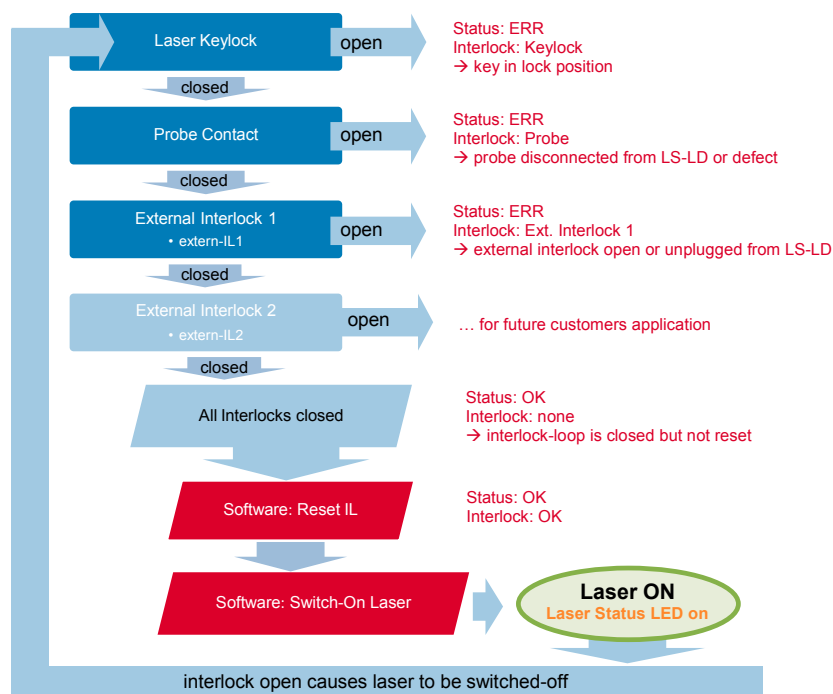 Laser Keylock
open
Status: ERR
Interlock: Keylock
→ key in lock position
closed
Probe Contact
open
Status: ERR
Interlock: Probe
→ probe disconnected from LS-LD or defect
closed
External Interlock 1
• extern-IL1
open
Status: ERR
Interlock: Ext. Interlock 1
→ external interlock open or unplugged from LS-LD
closed
External Interlock 2
• extern-IL2
open
… for future customers application
closed
All Interlocks closed
Status: OK
Interlock: none
→ interlock-loop is closed but not reset
Software: Reset IL
Status: OK
Interlock: OK
Software: Switch-On Laser
Laser ON
Laser Status LED on
interlock open causes laser to be switched-off